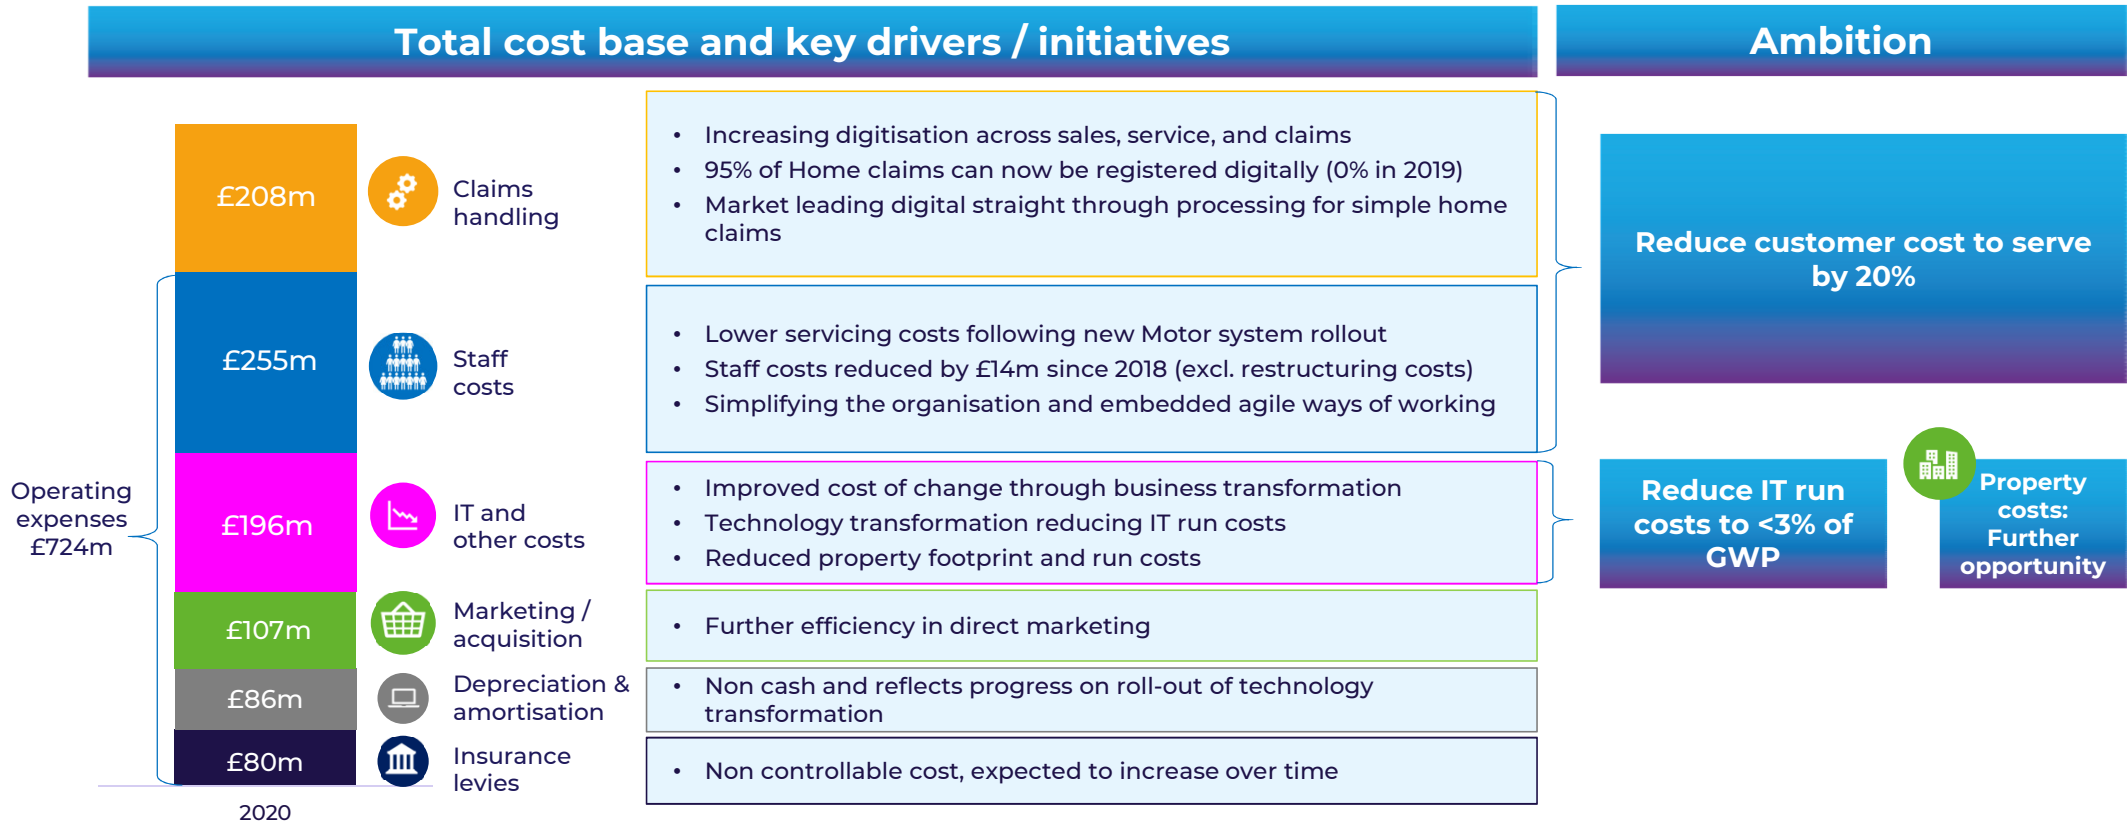 Total cost base and key drivers / initiatives
Ambition
£208m
Claims
handling
• Increasing digitisation across sales, service, and claims
• 95% of Home claims can now be registered digitally (0% in 2019)
• Market leading digital straight through processing for simple home
claims
Reduce customer cost to serve
by 20%
£255m
Staff
costs
• Lower servicing costs following new Motor system rollout
• Staff costs reduced by £14m since 2018 (excl. restructuring costs)
• Simplifying the organisation and embedded agile ways of working
Operating
expenses
£724m
£196m
IT and
other costs
• Improved cost of change through business transformation
• Technology transformation reducing IT run costs
• Reduced property footprint and run costs
Reduce IT run
costs to <3% of
GWP
Property
costs:
Further
opportunity
£107m
Marketing /
acquisition
• Further efficiency in direct marketing
£86m
Depreciation &
amortisation
• Non cash and reflects progress on roll-out of technology
transformation
£80m
Insurance
levies
• Non controllable cost, expected to increase over time
2020